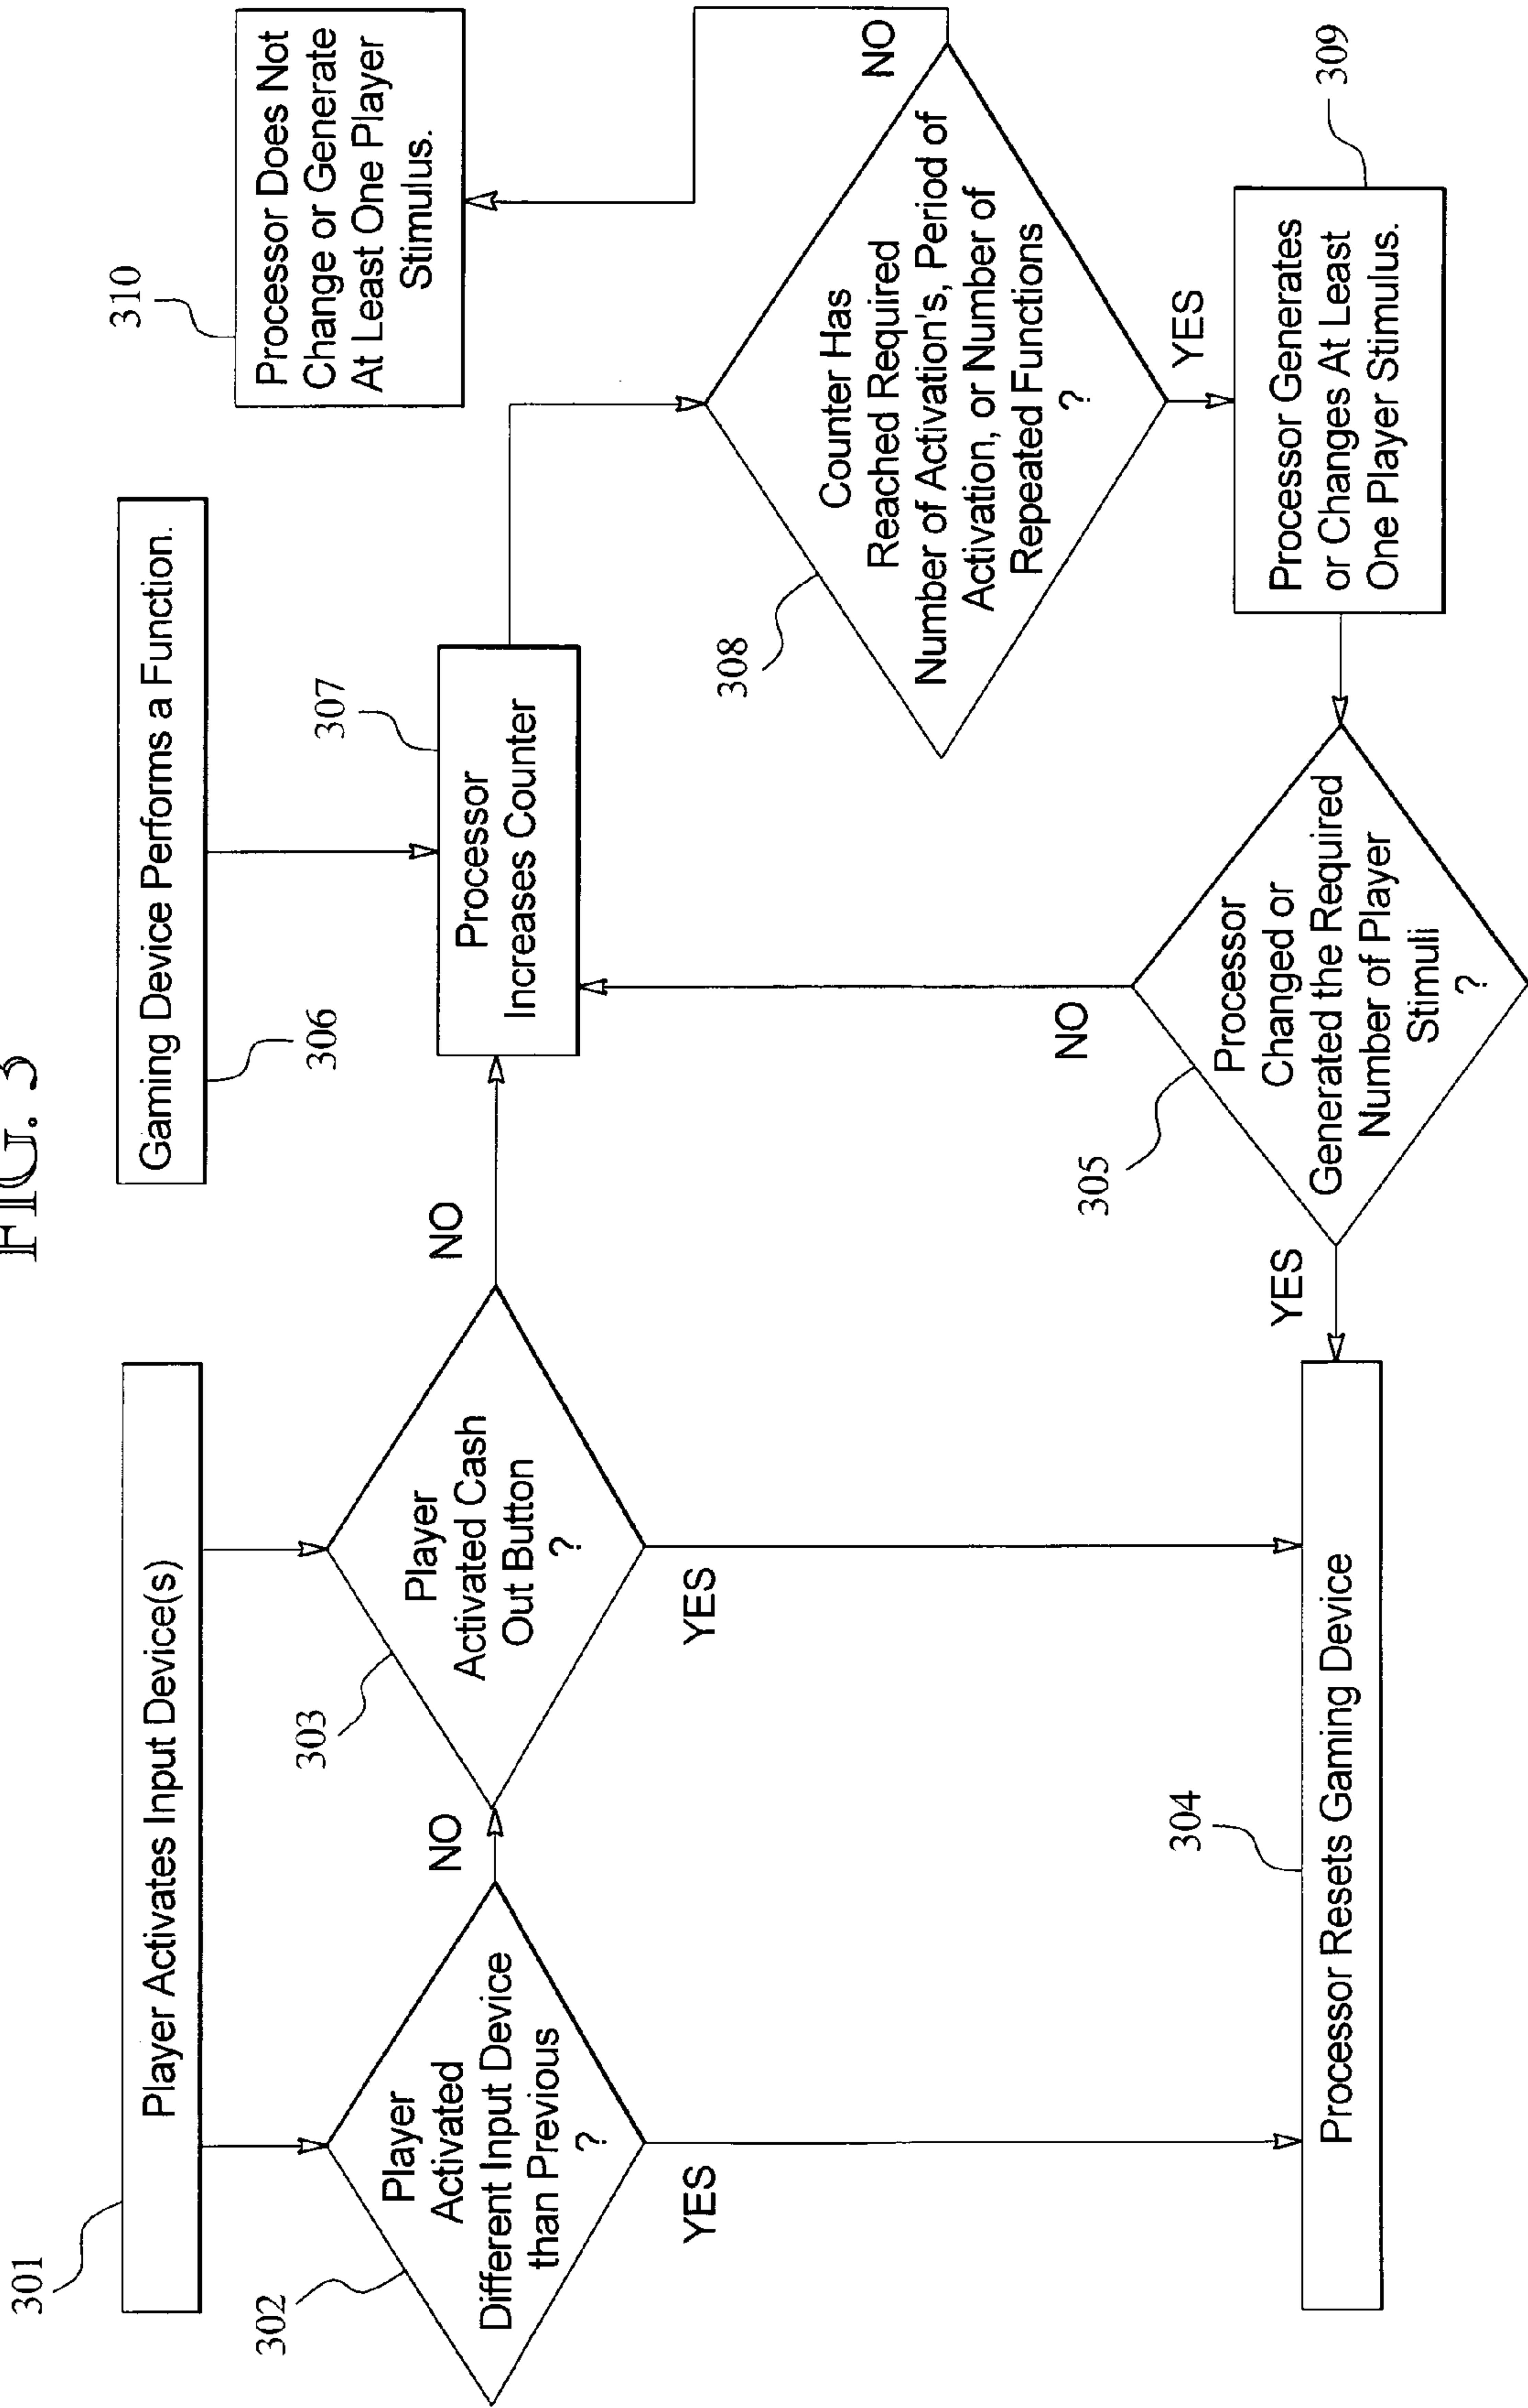 FIG. 3
301
Player Activates Input Device(s)
306
Gaming Device Performs a Function.
310
Processor Does Not
Change or Generate
At Least One Player
Stimulus.
302
Player
Activated
Different Input Device
than Previous
?
NO
YES
303
Player
Activated Cash
Out Button
?
NO
YES
307
Processor
Increases Counter
308
Counter Has
Reached Required
Number of Activation's, Period of
Activation, or Number of
Repeated Functions
?
NO
YES
304
Processor Resets Gaming Device
305
Processor
Changed or
Generated the Required
Number of Player
Stimuli
?
NO
YES
309
Processor Generates
or Changes At Least
One Player Stimulus.